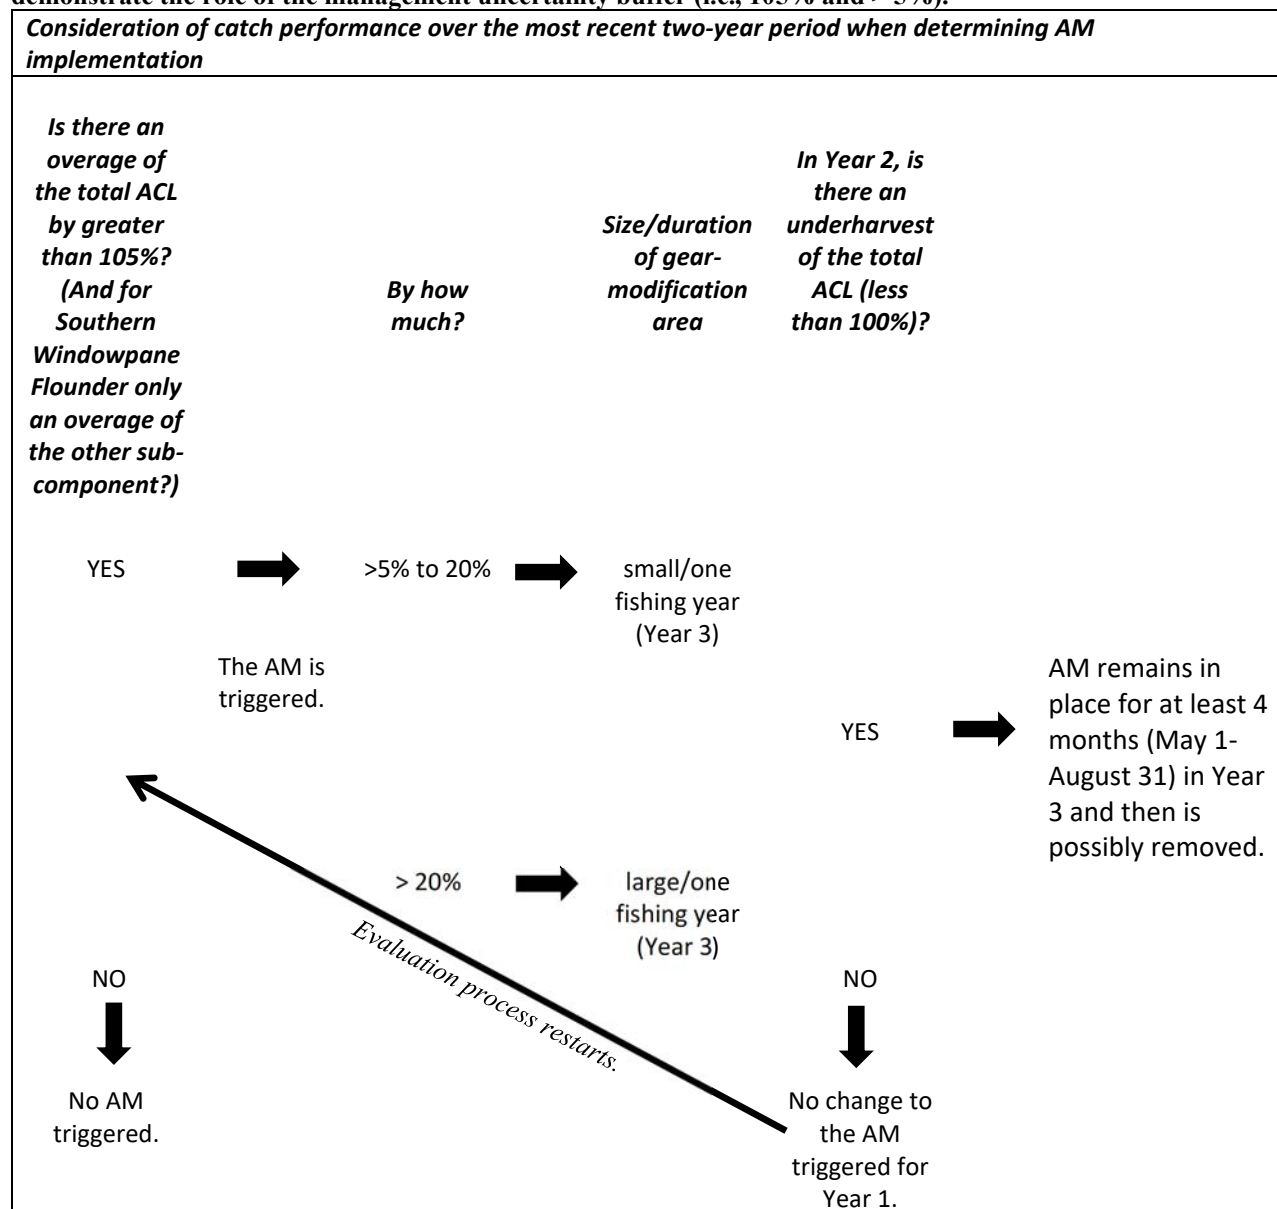 demonstrate the role of the management uncertainty buffer (i.e., 105% and > 5%).
Consideration of catch performance over the most recent two-year period when determining AM
implementation
Is there an
overage of
the total ACL
by greater
than 105%?
(And for
Southern
Windowpane
Flounder only
an overage of
the other sub-
component?)
By how
much?
Size/duration
of gear-
modification
area
In Year 2, is
there an
underharvest
of the total
ACL (less
than 100%)?
YES
>5% to 20%
small/one
fishing year
(Year 3)
The AM is
triggered.
YES
AM remains in
place for at least 4
months (May 1-
August 31) in Year
3 and then is
possibly removed.
> 20%
large/one
fishing year
(Year 3)
Evaluation process restarts.
NO
No AM
triggered.
NO
No change to
the AM
triggered for
Year 1.